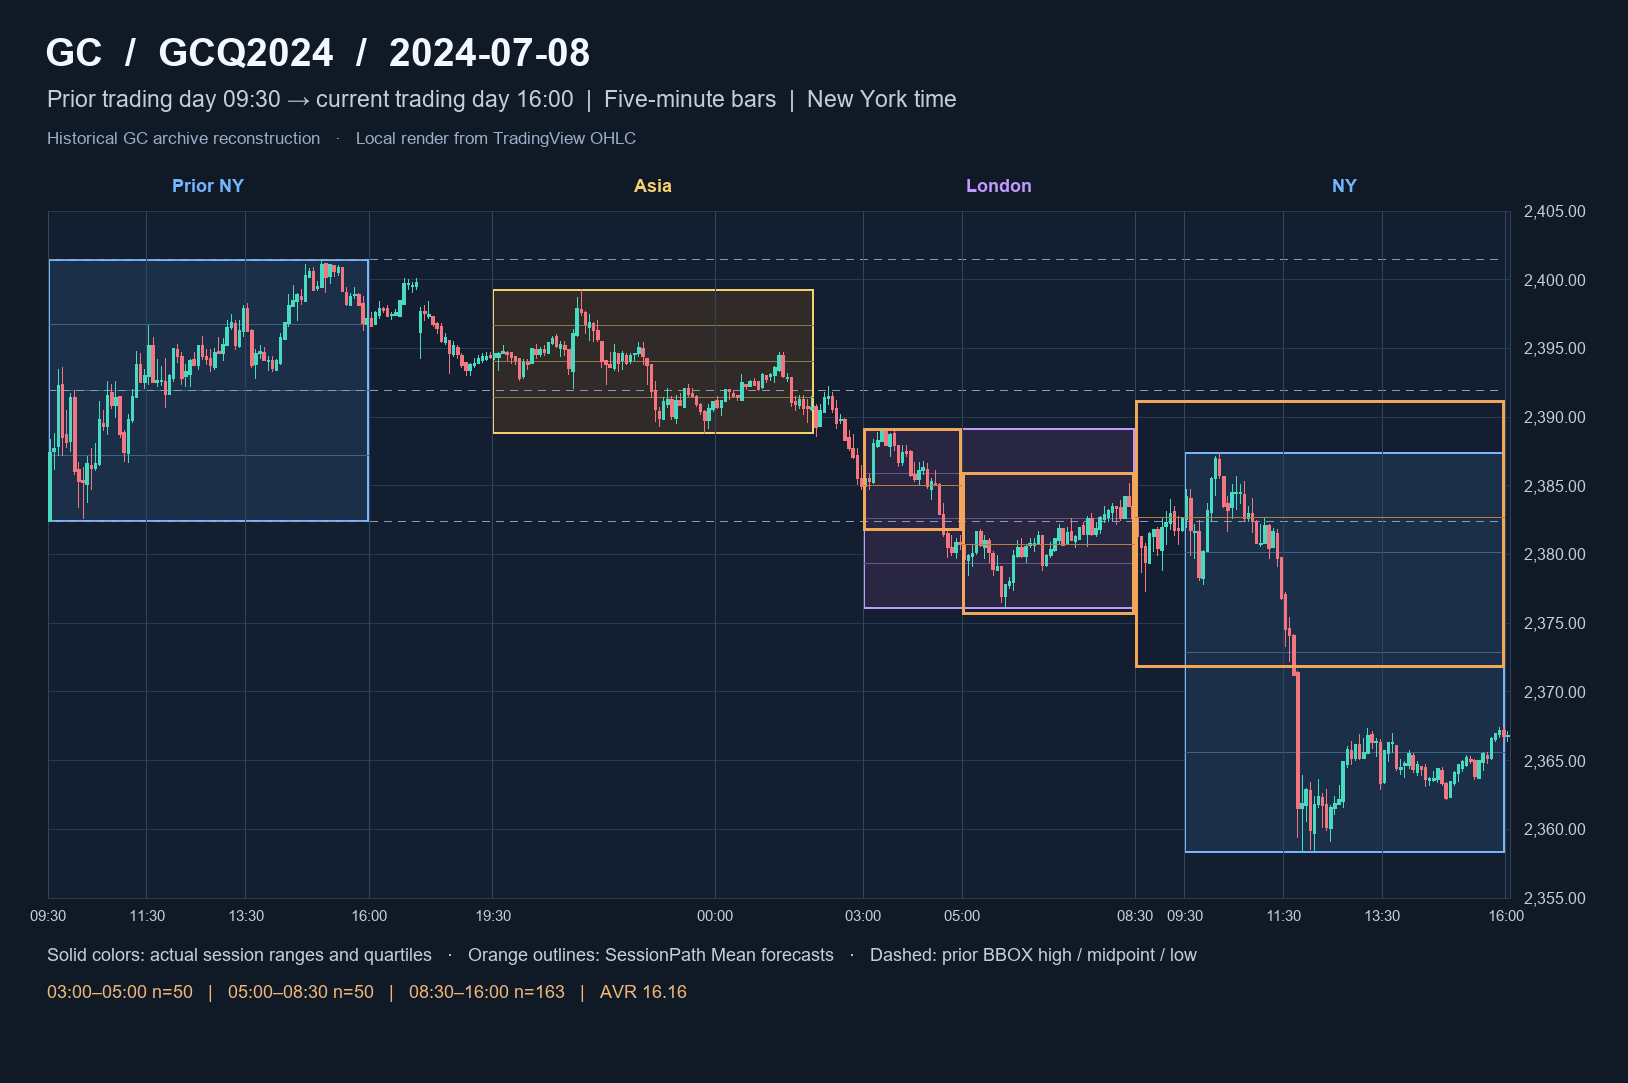 GC / GCQ2024 / 2024-07-08
Prior trading day 09:30 → current trading day 16:00 | Five-minute bars | New York time
Historical GC archive reconstruction · Local render from TradingView OHLC
Prior NY Asia London NY
2,405.00
2,400.00
2,395.00
2,390.00
2,385.00
2,380.00
2,375.00
2,370.00
2,365.00
2,360.00
2,355.00
09:30 11:30 13:30 16:00 19:30 00:00 03:00 05:00 08:30 09:30 11:30 13:30 16:00
Solid colors: actual session ranges and quartiles · Orange outlines: SessionPath Mean forecasts · Dashed: prior BBOX high / midpoint / low
03:00–05:00 n=50 | 05:00–08:30 n=50 | 08:30–16:00 n=163 | AVR 16.16